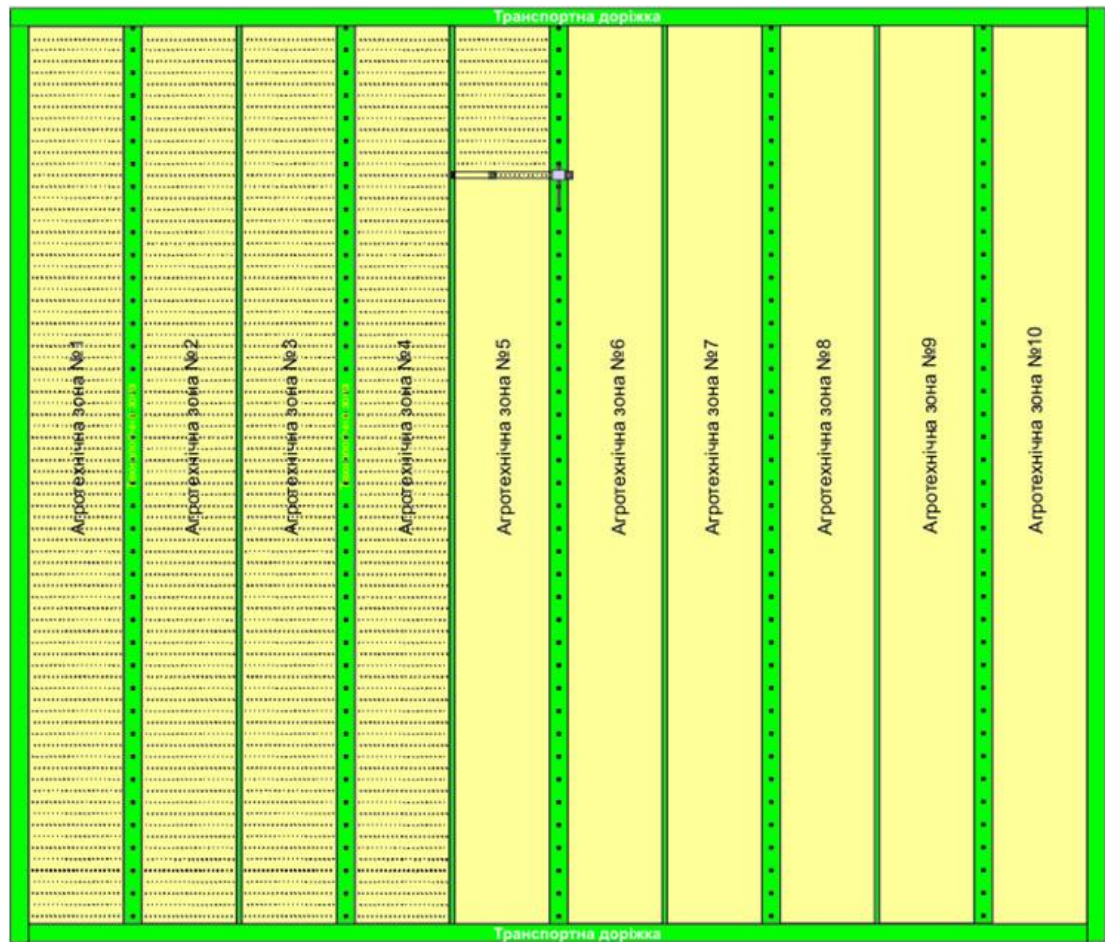 Транспортна доріжка
Агротехнічна зона №1
Агротехнічна зона №2
Агротехнічна зона №3
Агротехнічна зона №4
Агротехнічна зона №5
Агротехнічна зона №6
Агротехнічна зона №7
Агротехнічна зона №8
Агротехнічна зона №9
Агротехнічна зона №10
Транспортна доріжка